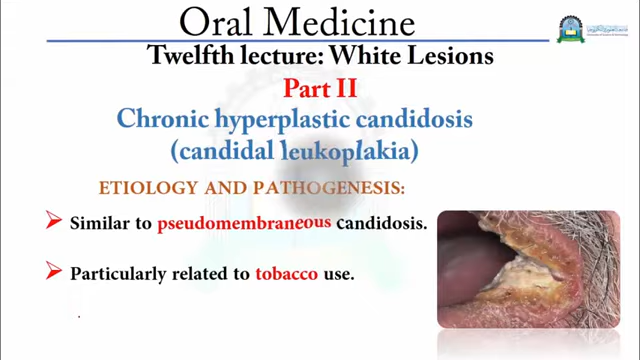 Oral Medicine
Twelfth lecture: White Lesions
Part II
Chronic hyperplastic candidosis
(candidal leukoplakia)
ETIOLOGY AND PATHOGENESIS:
Similar to pseudomembraneous candidosis.
Particularly related to tobacco use.